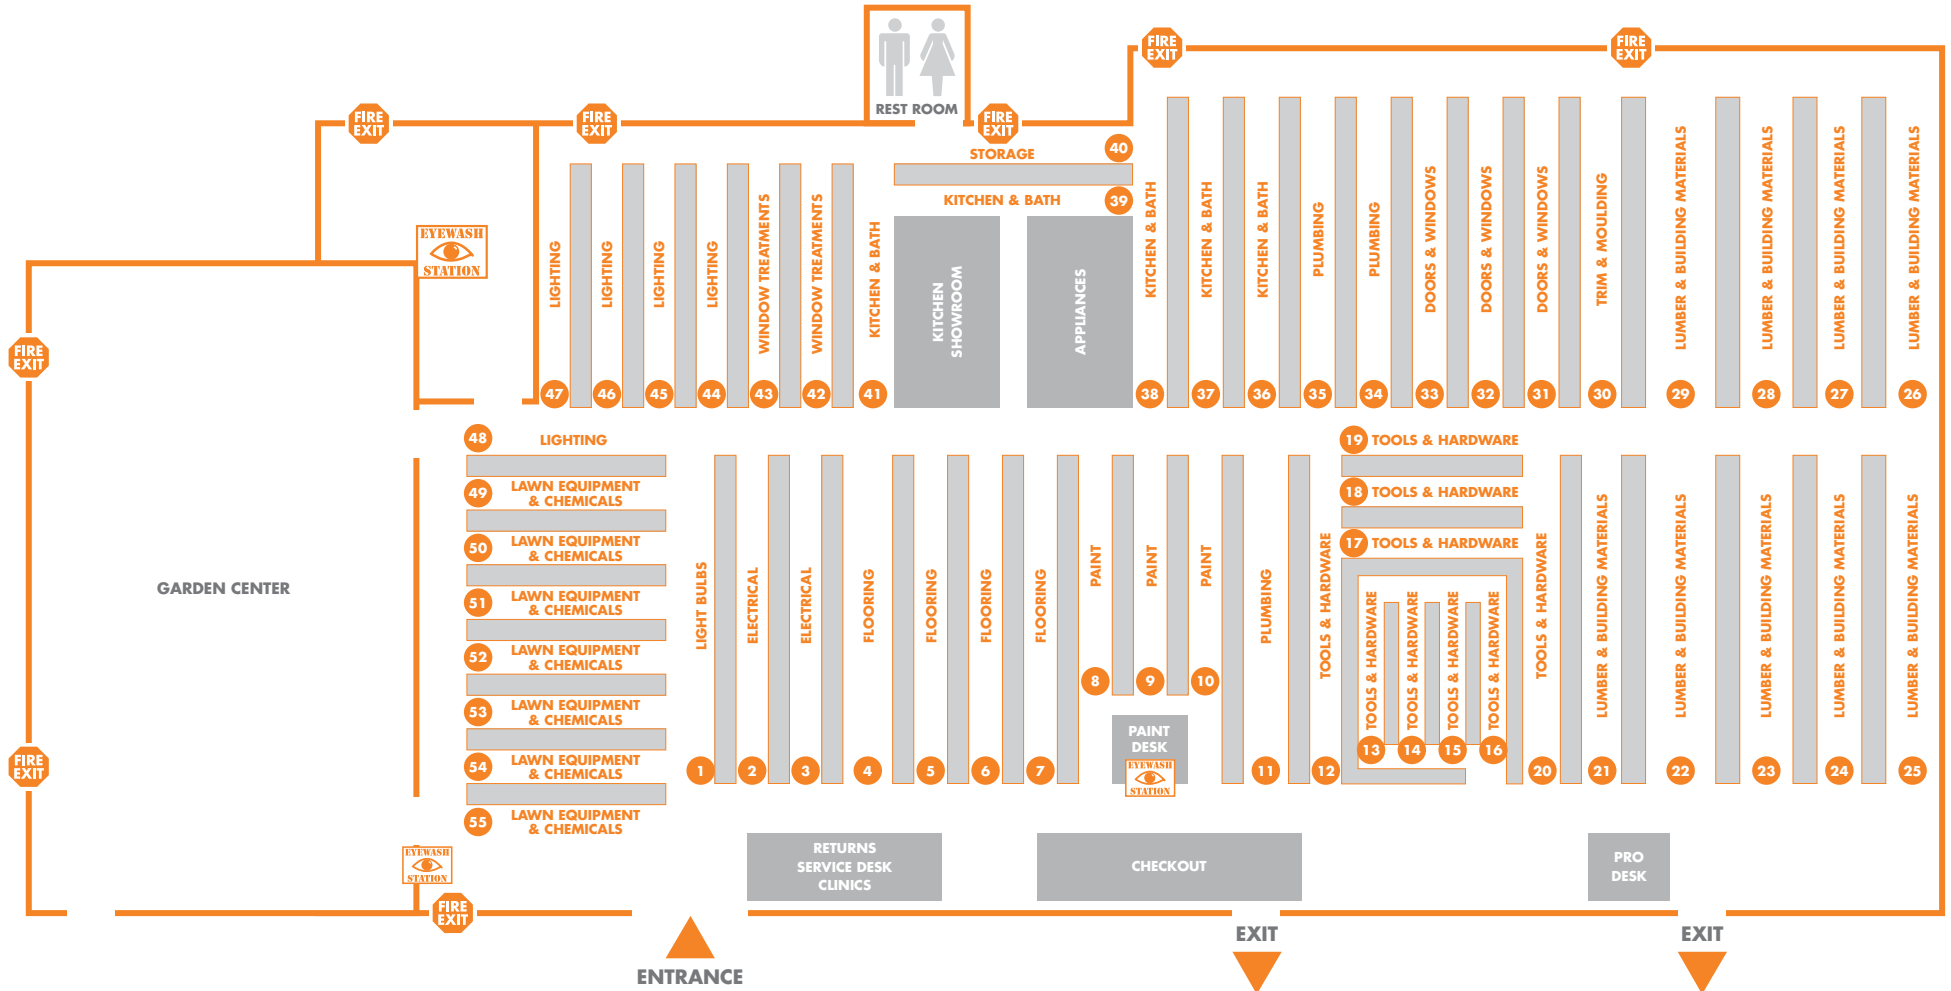 FIRE
EXIT
FIRE
EXIT
REST ROOM
FIRE
EXIT
FIRE
EXIT
FIRE
EXIT
STORAGE
40
KITCHEN & BATH
39
EYEWASH
STATION
LIGHTING
LIGHTING
LIGHTING
LIGHTING
WINDOW TREATMENTS
WINDOW TREATMENTS
KITCHEN & BATH
KITCHEN
SHOWROOM
APPLIANCES
KITCHEN & BATH
KITCHEN & BATH
KITCHEN & BATH
PLUMBING
PLUMBING
DOORS & WINDOWS
DOORS & WINDOWS
DOORS & WINDOWS
TRIM & MOULDING
LUMBER & BUILDING MATERIALS
LUMBER & BUILDING MATERIALS
LUMBER & BUILDING MATERIALS
LUMBER & BUILDING MATERIALS
FIRE
EXIT
47
46
45
44
43
42
41
38
37
36
35
34
33
32
31
30
29
28
27
26
48
LIGHTING
49
LAWN EQUIPMENT
& CHEMICALS
50
LAWN EQUIPMENT
& CHEMICALS
51
LAWN EQUIPMENT
& CHEMICALS
52
LAWN EQUIPMENT
& CHEMICALS
53
LAWN EQUIPMENT
& CHEMICALS
54
LAWN EQUIPMENT
& CHEMICALS
55
LAWN EQUIPMENT
& CHEMICALS
GARDEN CENTER
FIRE
EXIT
19
TOOLS & HARDWARE
18
TOOLS & HARDWARE
17
TOOLS & HARDWARE
LIGHT BULBS
ELECTRICAL
ELECTRICAL
FLOORING
FLOORING
FLOORING
FLOORING
PAINT
PAINT
PAINT
PLUMBING
TOOLS & HARDWARE
TOOLS & HARDWARE
TOOLS & HARDWARE
TOOLS & HARDWARE
TOOLS & HARDWARE
TOOLS & HARDWARE
LUMBER & BUILDING MATERIALS
LUMBER & BUILDING MATERIALS
LUMBER & BUILDING MATERIALS
LUMBER & BUILDING MATERIALS
LUMBER & BUILDING MATERIALS
8
9
10
PAINT
DESK
EYEWASH
STATION
13
14
15
16
1
2
3
4
5
6
7
11
12
20
21
22
23
24
25
EYEWASH
STATION
FIRE
EXIT
RETURNS
SERVICE DESK
CLINICS
CHECKOUT
PRO
DESK
ENTRANCE
EXIT
EXIT